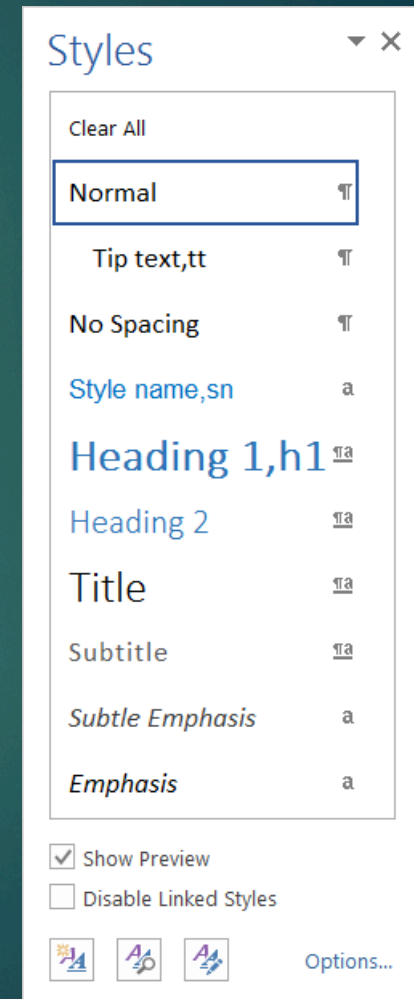 Styles
Clear All
Normal ¶
Tip text,tt ¶
No Spacing ¶
Style name,sn a
Heading 1,h1 ¶a
Heading 2 ¶a
Title ¶a
Subtitle ¶a
Subtle Emphasis a
Emphasis a
Show Preview
Disable Linked Styles
Options...